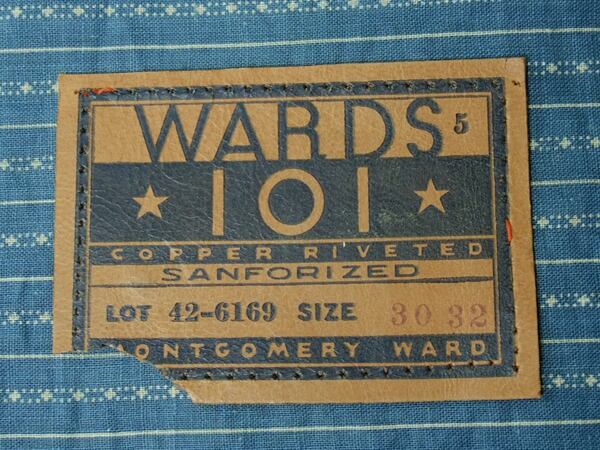 WARDS 5
101
COPPER RIVETED
SANFORIZED
LOT 42-6169 SIZE 30 32
MONTGOMERY WARD